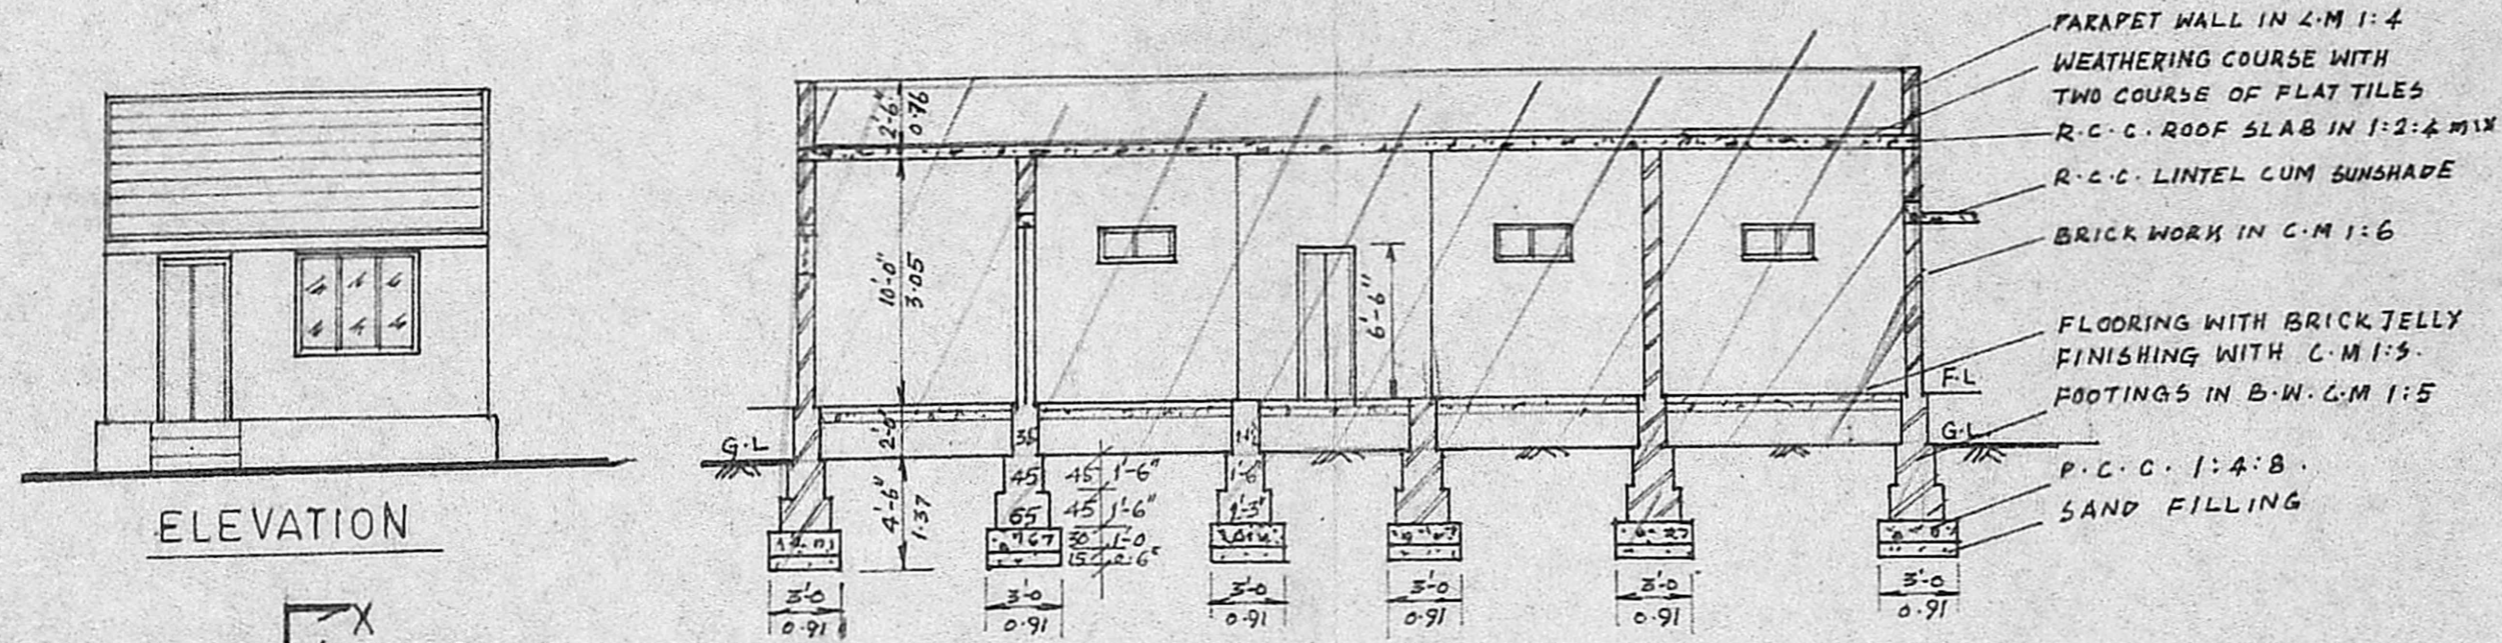 PARAPET WALL IN C.M 1:4
WEATHERING COURSE WITH
TWO COURSE OF FLAT TILES
R.C.C. ROOF SLAB IN 1:2:4 MIX
R.C.C. LINTEL CUM SUNSHADE
BRICK WORK IN C.M 1:6
FLOORING WITH BRICK JELLY
FINISHING WITH C.M 1:5.
F.L
FOOTINGS IN B.W. C.M 1:5
G.L
P.C.C. 1:4:8.
SAND FILLING
2'-6"
0.76
10'-0"
3.05
6'-6"
2'-0
G.L
4'-6"
1.37
45
45 1'-6"
1'-6"
65
45 1'-6"
30 1'-0
3'-0
0.91
3'-0
0.91
3'-0
0.91
3'-0
0.91
3'-0
0.91
3'-0
0.91
ELEVATION
X